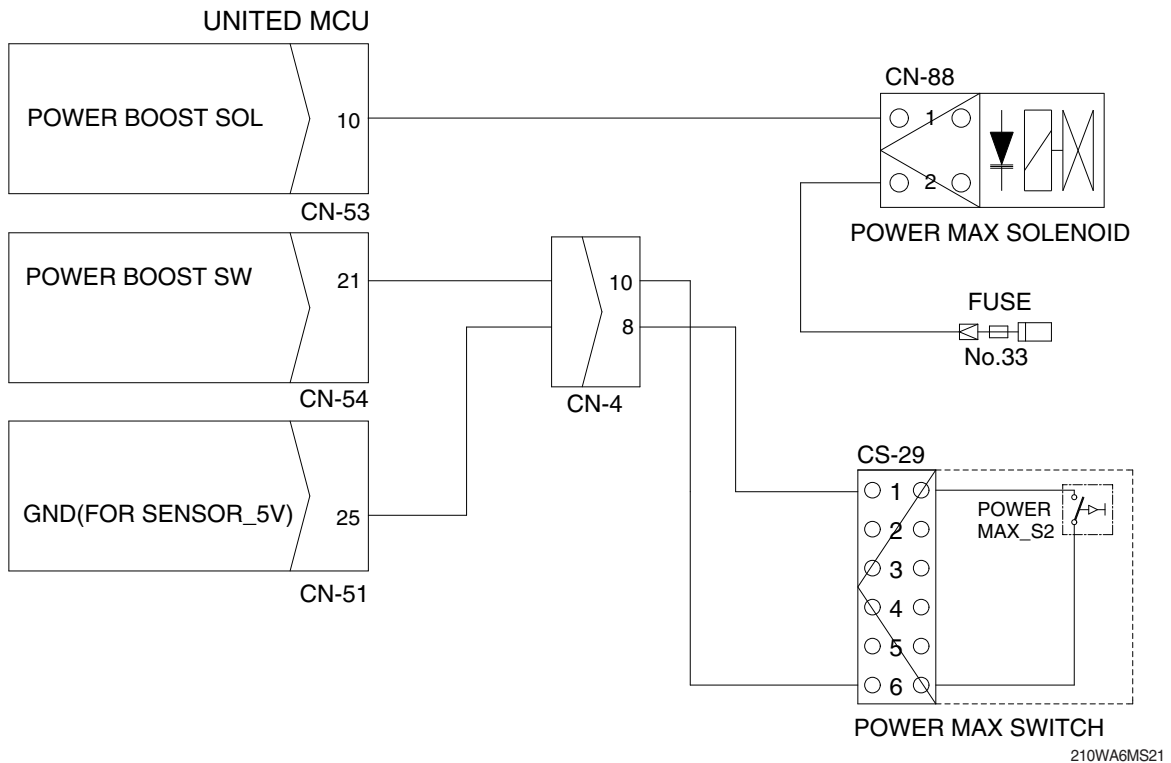 UNITED MCU
POWER BOOST SOL
10
CN-53
CN-88
1
2
POWER MAX SOLENOID
POWER BOOST SW
21
CN-54
10
8
CN-4
FUSE
No.33
GND(FOR SENSOR_5V)
25
CN-51
CS-29
1
2
3
4
5
6
POWER
MAX_S2
POWER MAX SWITCH
210WA6MS21